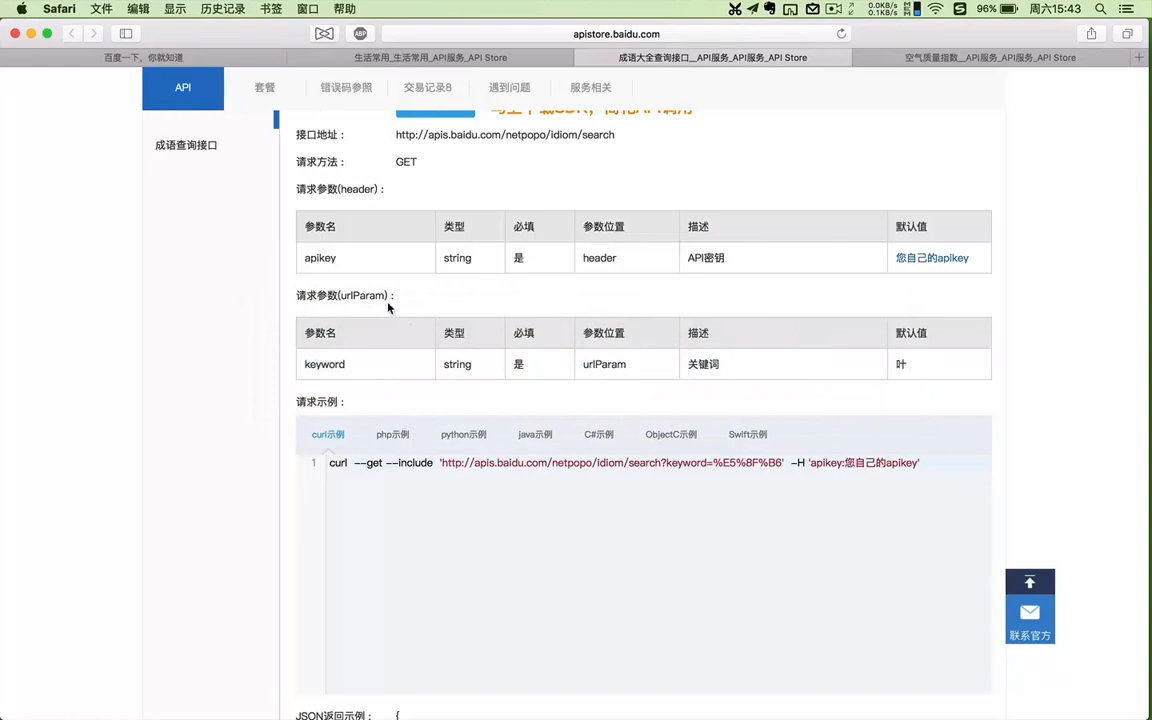 Safari 文件 编辑 显示 历史记录 书签 窗口 帮助 0.0KB/s 0.1KB/s 96% 周六15:43
apistore.baidu.com
百度一下，你就知道 生活常用_生活常用_API服务_API Store 成语大全查询接口__API服务_API服务_API Store 空气质量指数__API服务_API服务_API Store
API 套餐 错误码参照 交易记录8 遇到问题 服务相关
成语查询接口
接口地址： http://apis.baidu.com/netpopo/idiom/search
请求方法： GET
请求参数(header)：
参数名 类型 必填 参数位置 描述 默认值
apikey string 是 header API密钥 您自己的apikey
请求参数(urlParam)：
参数名 类型 必填 参数位置 描述 默认值
keyword string 是 urlParam 关键词 叶
请求示例：
curl示例 php示例 python示例 java示例 C#示例 ObjectC示例 Swift示例
1 curl --get --include 'http://apis.baidu.com/netpopo/idiom/search?keyword=%E5%8F%B6' -H 'apikey:您自己的apikey'
联系官方
JSON返回示例： {